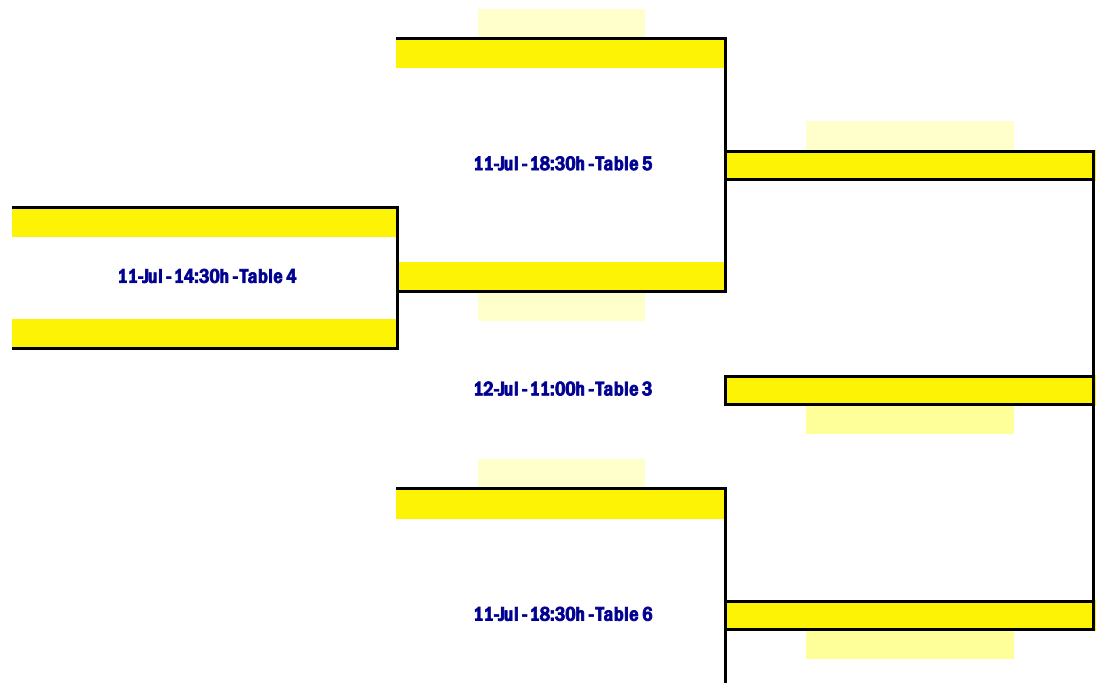 11-Jul - 18:30h - Table 5
11-Jul - 14:30h - Table 4
12-Jul - 11:00h - Table 3
11-Jul - 18:30h - Table 6